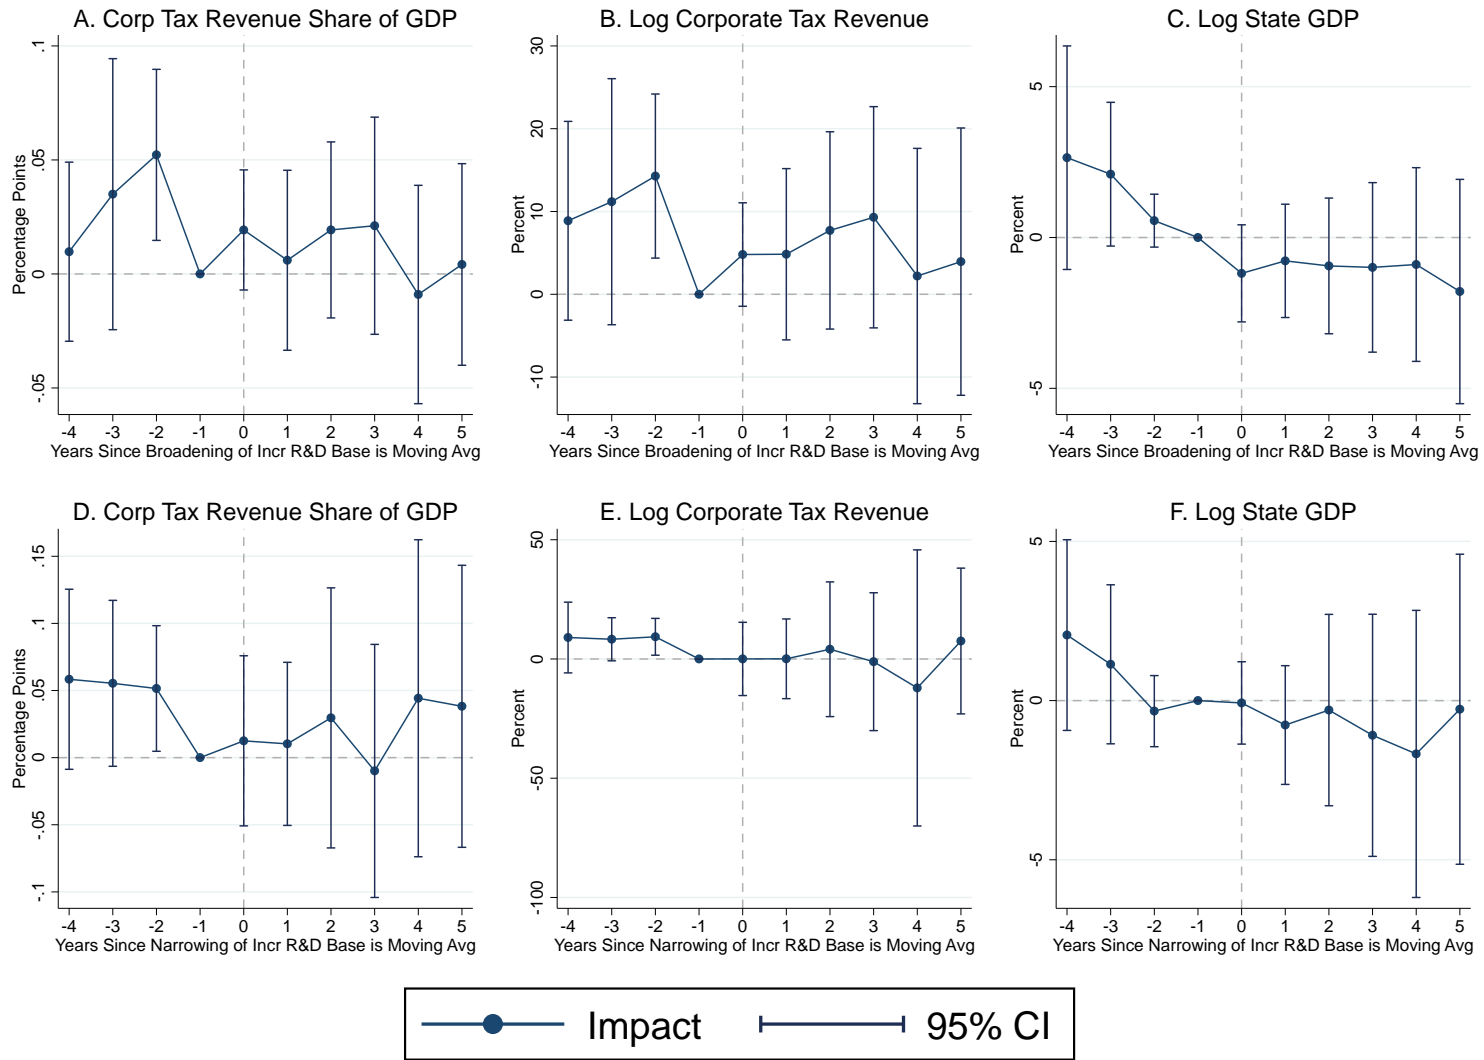 A. Corp Tax Revenue Share of GDP
Percentage Points
.1
.05
0
-.05
-4 -3 -2 -1 0 1 2 3 4 5
Years Since Broadening of Incr R&D Base is Moving Avg
B. Log Corporate Tax Revenue
Percent
30
20
10
0
-10
-4 -3 -2 -1 0 1 2 3 4 5
Years Since Broadening of Incr R&D Base is Moving Avg
C. Log State GDP
Percent
5
0
-5
-4 -3 -2 -1 0 1 2 3 4 5
Years Since Broadening of Incr R&D Base is Moving Avg
D. Corp Tax Revenue Share of GDP
Percentage Points
.15
.1
.05
0
-.05
-.1
-4 -3 -2 -1 0 1 2 3 4 5
Years Since Narrowing of Incr R&D Base is Moving Avg
E. Log Corporate Tax Revenue
Percent
50
0
-50
-100
-4 -3 -2 -1 0 1 2 3 4 5
Years Since Narrowing of Incr R&D Base is Moving Avg
F. Log State GDP
Percent
5
0
-5
-4 -3 -2 -1 0 1 2 3 4 5
Years Since Narrowing of Incr R&D Base is Moving Avg
Impact 95% CI